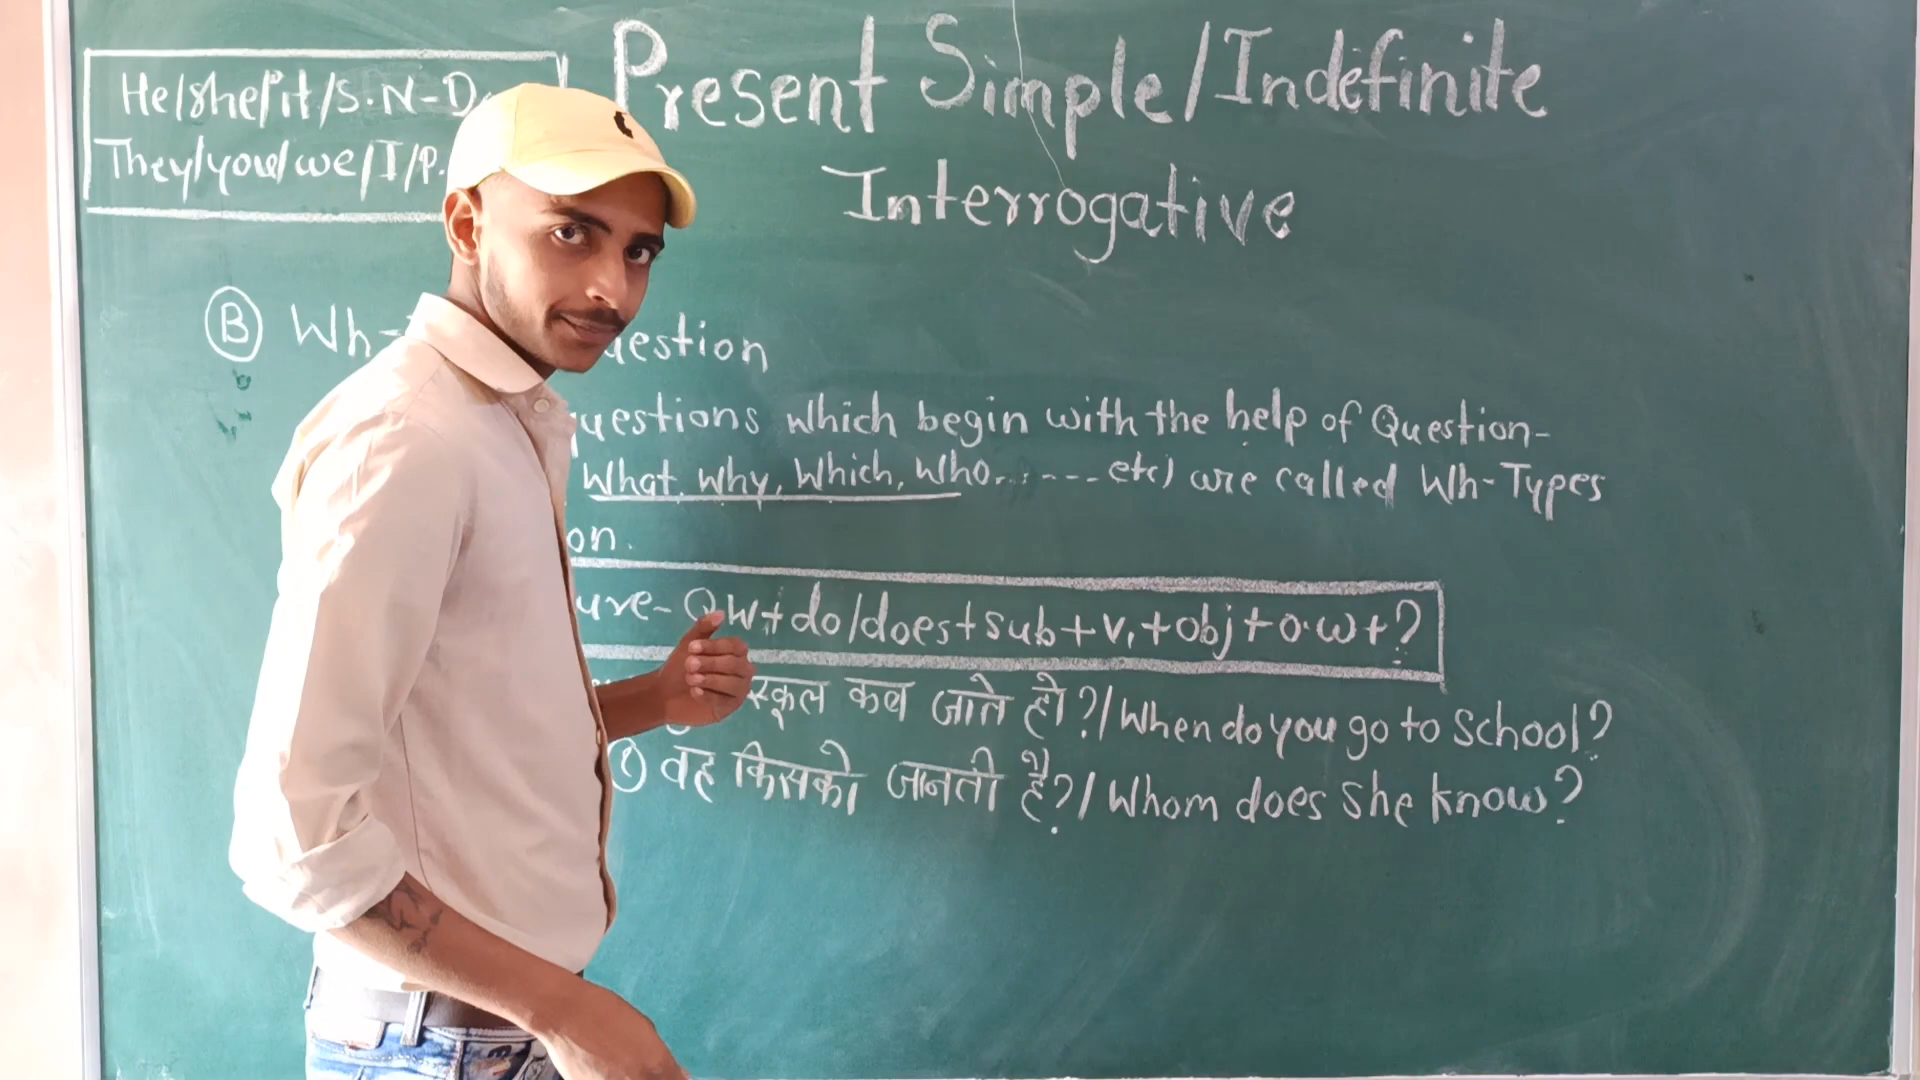 He/she/it/S.N-D
They/you/we/I/P.
Present Simple/Indefinite
Interrogative
B Wh- uestion
uestions which begin with the help of Question-
What, why, Which, Who..:---- etc) are called Wh-Types
on.
ure- QW+do/does+sub+v₁+obj+o.w+?
स्कूल कब जाते हो?/When do you go to School?
वह किसको जानती है?/Whom does she know?